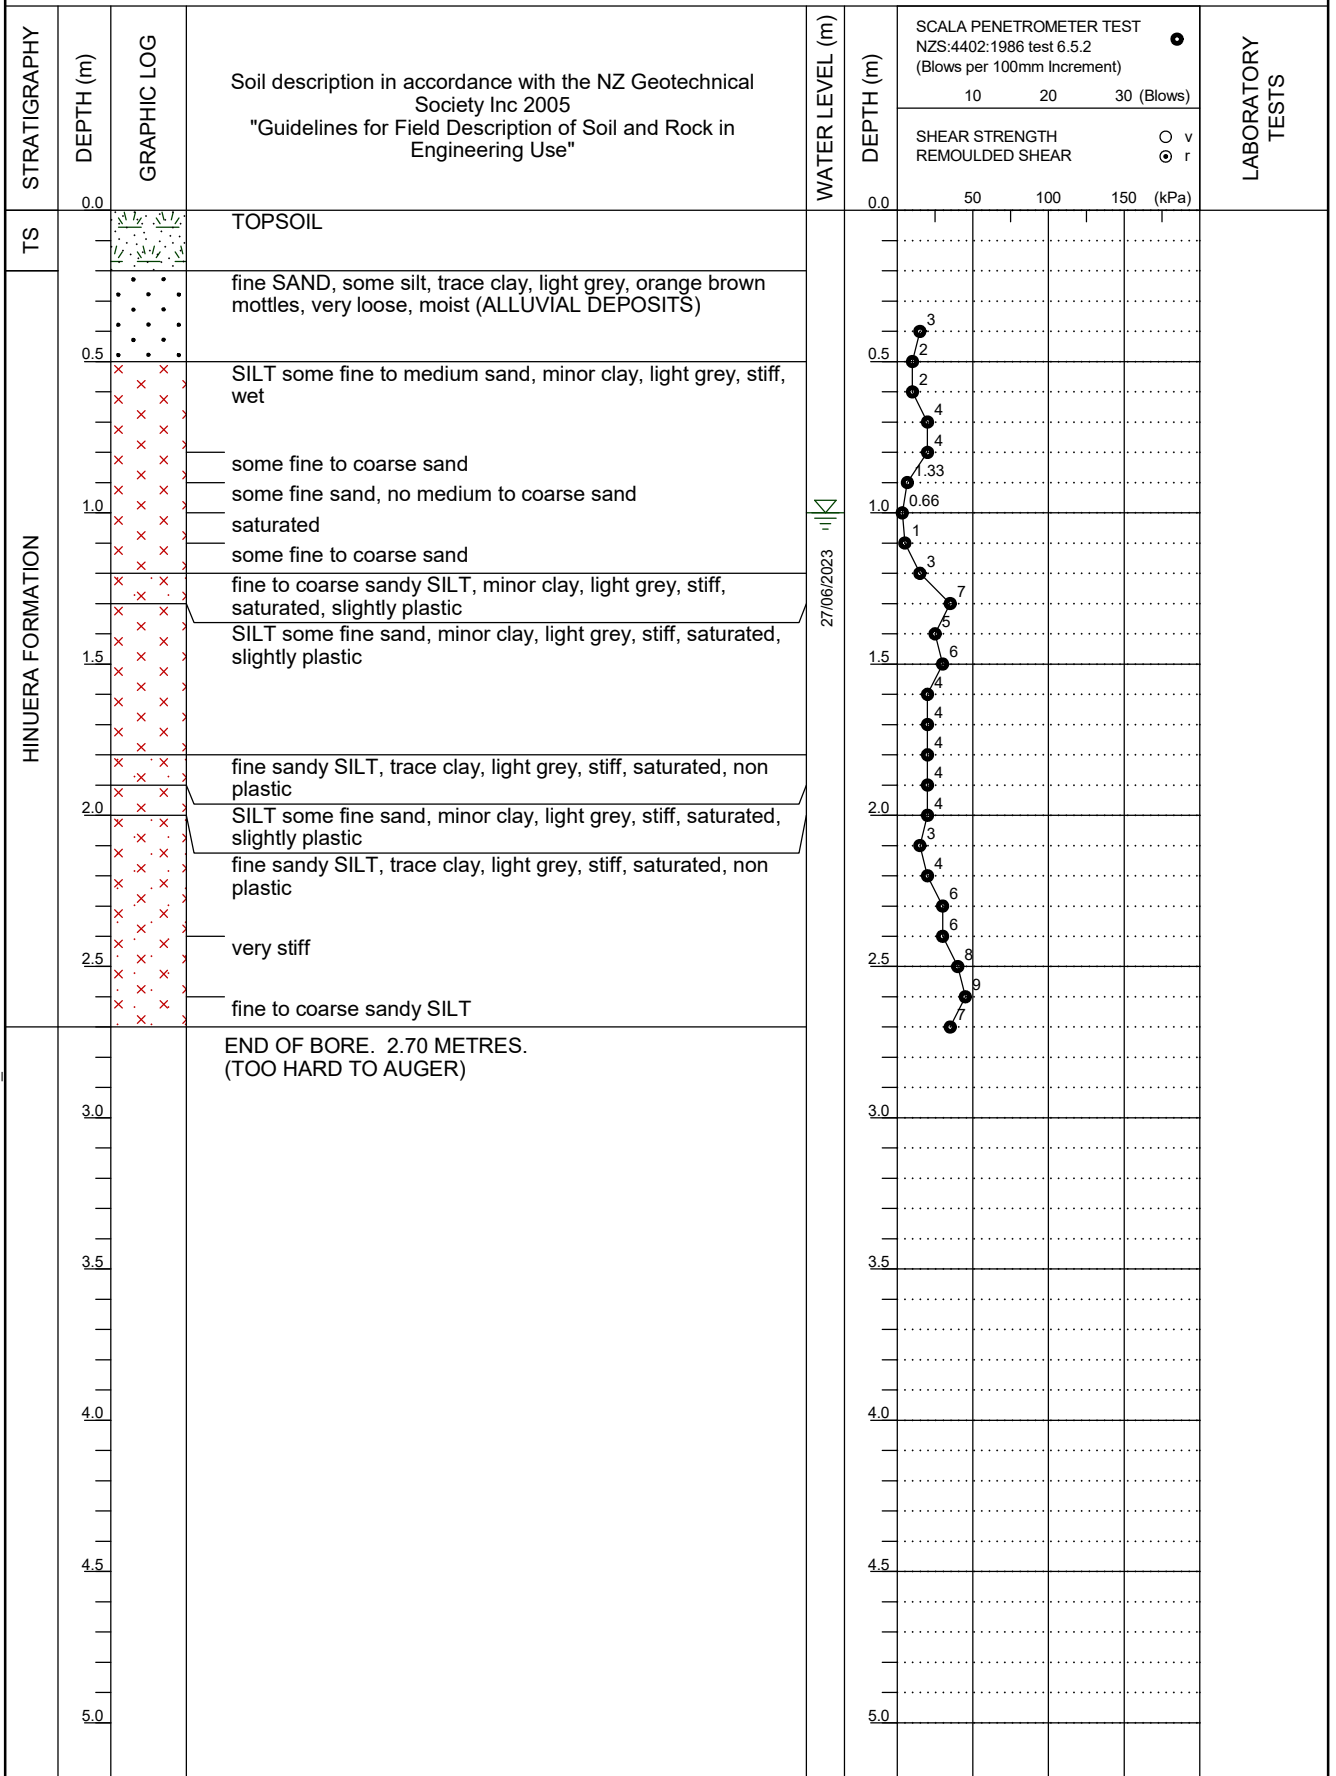 STRATIGRAPHY
DEPTH (m)
GRAPHIC LOG
Soil description in accordance with the NZ Geotechnical
Society Inc 2005
"Guidelines for Field Description of Soil and Rock in
Engineering Use"
WATER LEVEL (m)
DEPTH (m)
SCALA PENETROMETER TEST
NZS:4402:1986 test 6.5.2
(Blows per 100mm Increment)
10 20 30 (Blows)
SHEAR STRENGTH v
REMOULDED SHEAR r
50 100 150 (kPa)
LABORATORY
TESTS
0.0 0.0
TS
TOPSOIL
HINUERA FORMATION
fine SAND, some silt, trace clay, light grey, orange brown
mottles, very loose, moist (ALLUVIAL DEPOSITS)
3
0.5 0.5 2
SILT some fine to medium sand, minor clay, light grey, stiff,
wet
2
4
4
some fine to coarse sand
1.33
some fine sand, no medium to coarse sand
1.0 1.0 0.66
saturated
1
some fine to coarse sand
3
fine to coarse sandy SILT, minor clay, light grey, stiff,
saturated, slightly plastic
27/06/2023
7
SILT some fine sand, minor clay, light grey, stiff, saturated,
slightly plastic
5
1.5 1.5 6
4
4
4
fine sandy SILT, trace clay, light grey, stiff, saturated, non
plastic
4
2.0 2.0 4
SILT some fine sand, minor clay, light grey, stiff, saturated,
slightly plastic
3
fine sandy SILT, trace clay, light grey, stiff, saturated, non
plastic
4
6
6
very stiff
2.5 2.5 8
9
fine to coarse sandy SILT
7
END OF BORE. 2.70 METRES.
(TOO HARD TO AUGER)
3.0 3.0
3.5 3.5
4.0 4.0
4.5 4.5
5.0 5.0